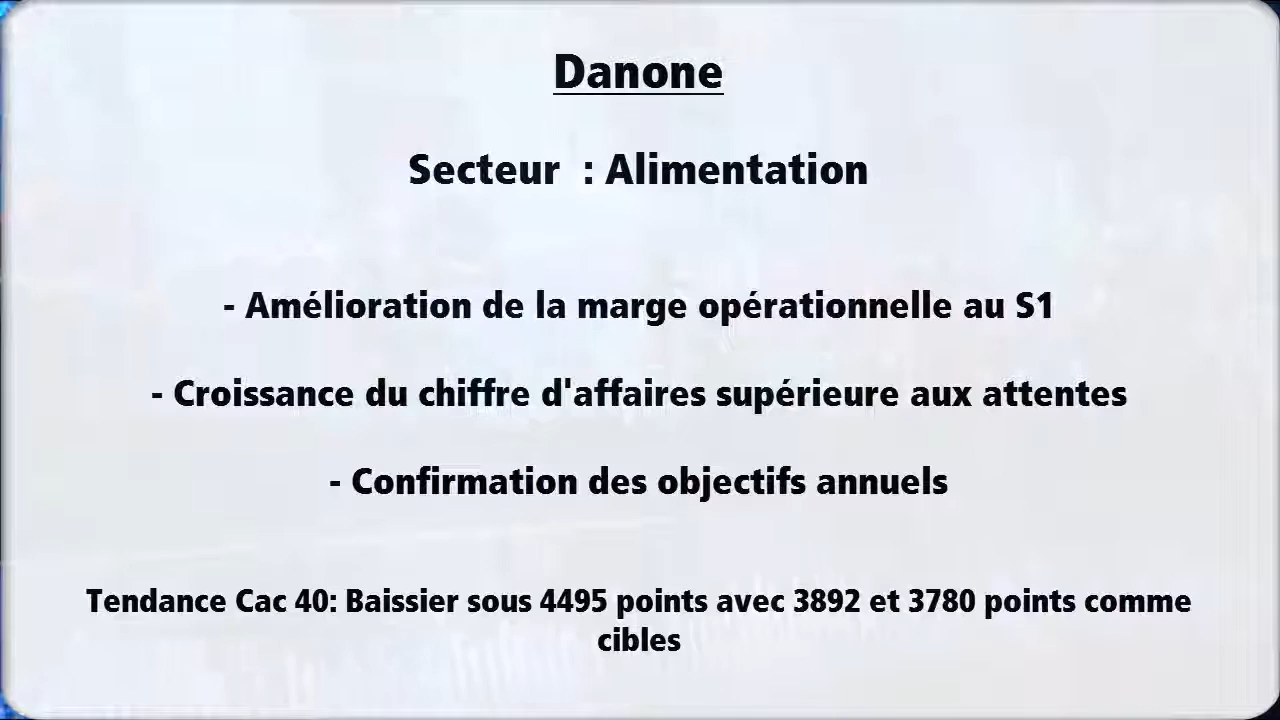 Danone
Secteur : Alimentation
- Amélioration de la marge opérationnelle au S1
- Croissance du chiffre d'affaires supérieure aux attentes
- Confirmation des objectifs annuels
Tendance Cac 40: Baissier sous 4495 points avec 3892 et 3780 points comme
cibles